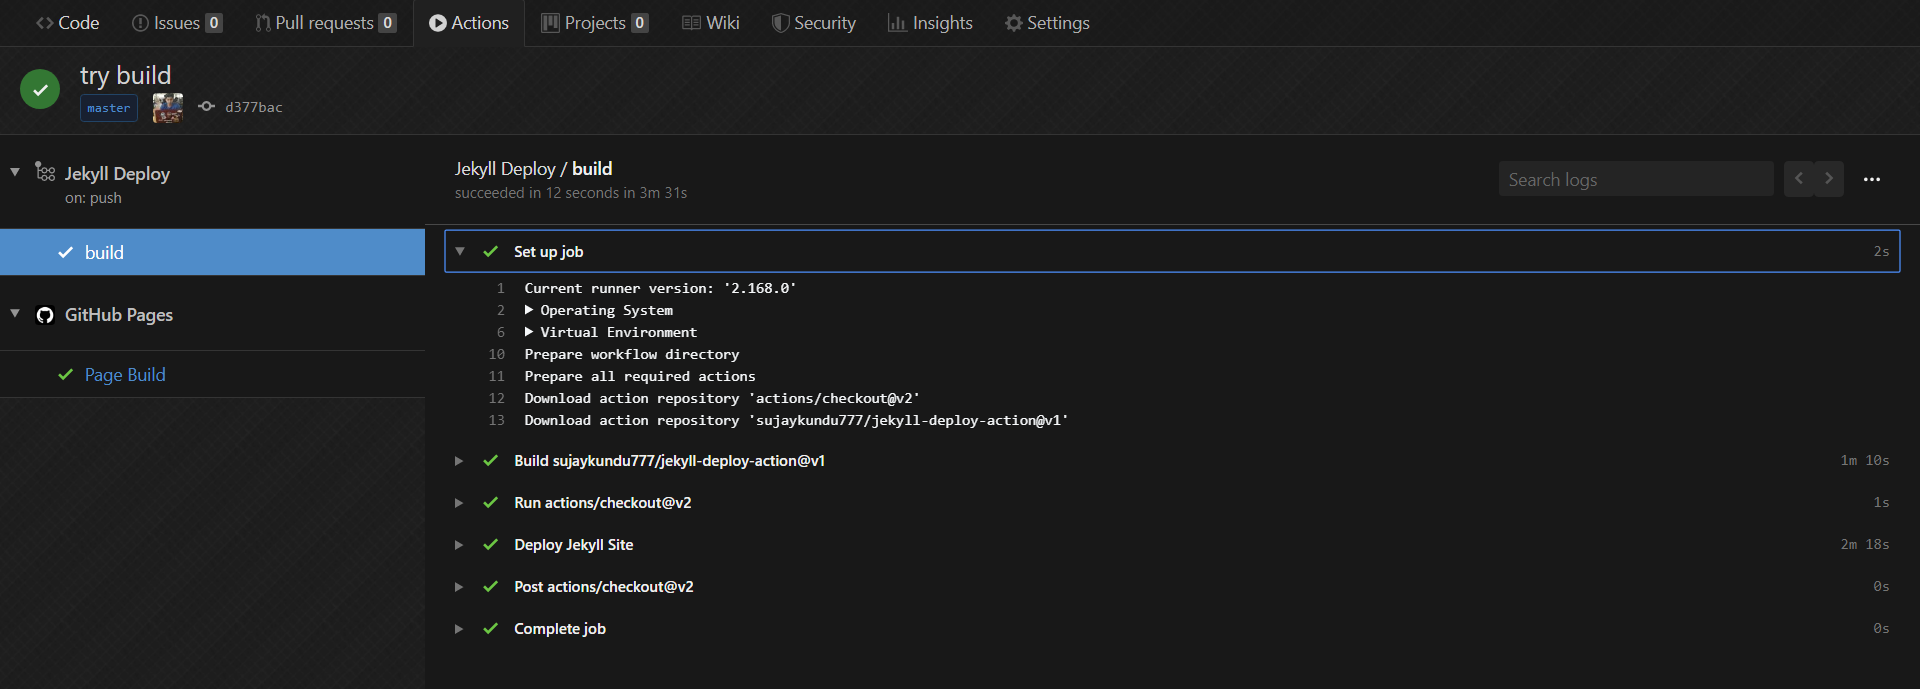 Code Issues 0 Pull requests 0 Actions Projects 0 Wiki Security Insights Settings
try build
master d377bac
Jekyll Deploy
on: push
build
GitHub Pages
Page Build
Jekyll Deploy / build
succeeded in 12 seconds in 3m 31s
Search logs
Set up job 2s
1 Current runner version: '2.168.0'
2 Operating System
6 Virtual Environment
10 Prepare workflow directory
11 Prepare all required actions
12 Download action repository 'actions/checkout@v2'
13 Download action repository 'sujaykundu777/jekyll-deploy-action@v1'
Build sujaykundu777/jekyll-deploy-action@v1 1m 10s
Run actions/checkout@v2 1s
Deploy Jekyll Site 2m 18s
Post actions/checkout@v2 0s
Complete job 0s